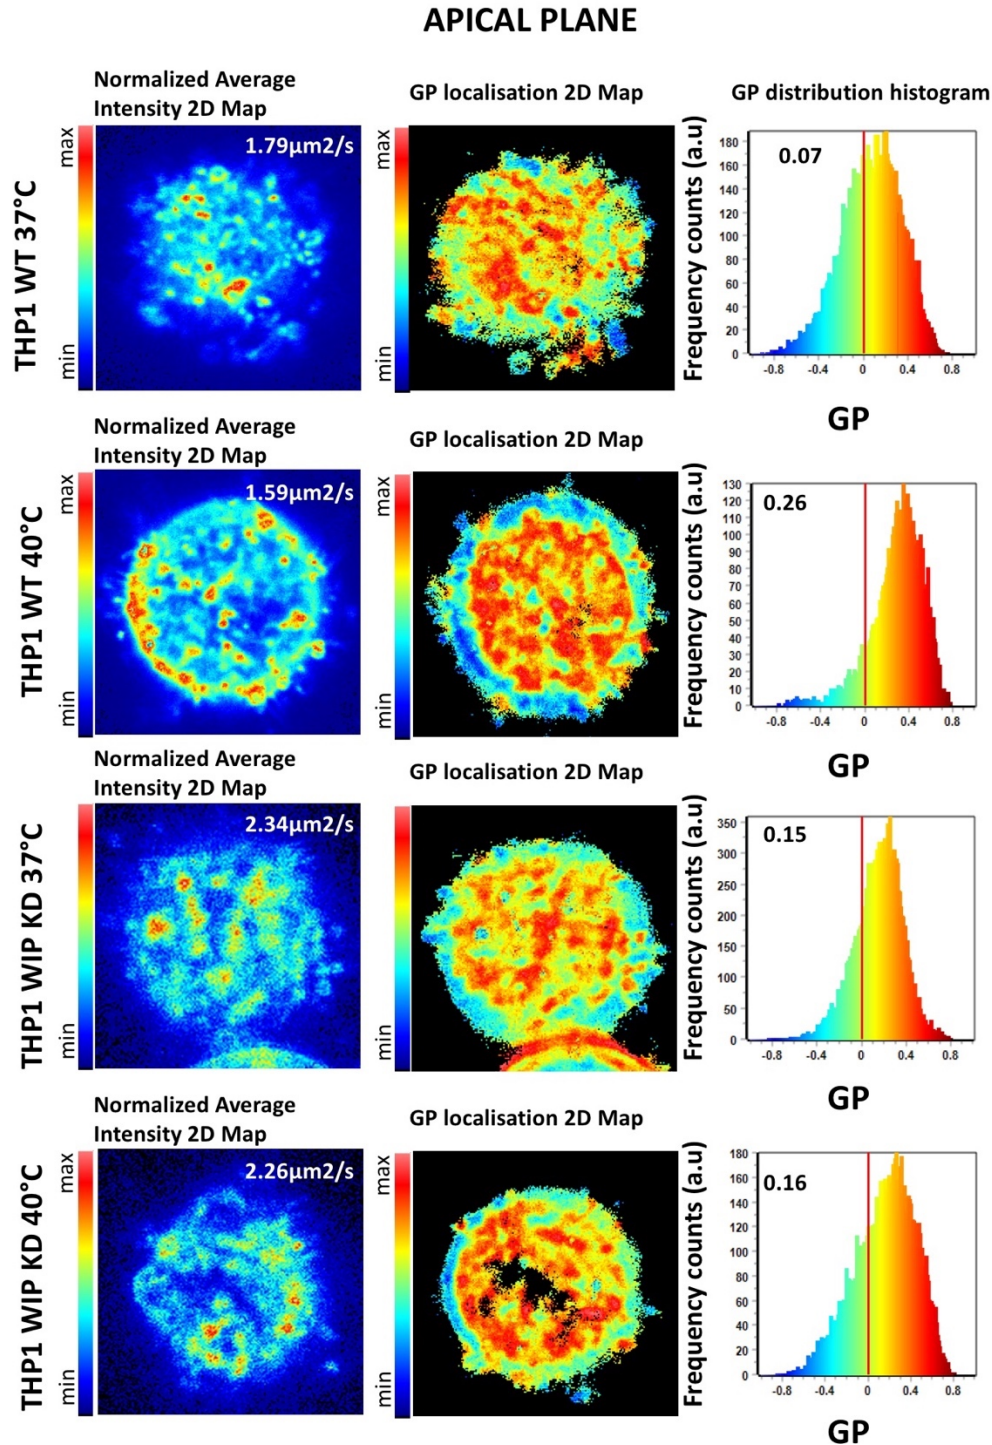 APICAL PLANE
Normalized Average
Intensity 2D Map
GP localisation 2D Map
GP distribution histogram
THP1 WT 37°C
max
min
1.79µm2/s
max
min
Frequency counts (a.u)
0.07
180
160
140
120
100
80
60
40
20
0
-0.8 -0.4 0 0.4 0.8
GP
Normalized Average
Intensity 2D Map
GP localisation 2D Map
THP1 WT 40°C
max
min
1.59µm2/s
max
min
Frequency counts (a.u)
0.26
130
120
110
100
90
80
70
60
50
40
30
20
10
0
-0.8 -0.4 0 0.4 0.8
GP
Normalized Average
Intensity 2D Map
GP localisation 2D Map
THP1 WIP KD 37°C
max
min
2.34µm2/s
max
min
Frequency counts (a.u)
0.15
350
300
250
200
150
100
50
0
-0.8 -0.4 0 0.4 0.8
GP
Normalized Average
Intensity 2D Map
GP localisation 2D Map
THP1 WIP KD 40°C
max
min
2.26µm2/s
max
min
Frequency counts (a.u)
0.16
180
160
140
120
100
80
60
40
20
0
-0.8 -0.4 0 0.4 0.8
GP